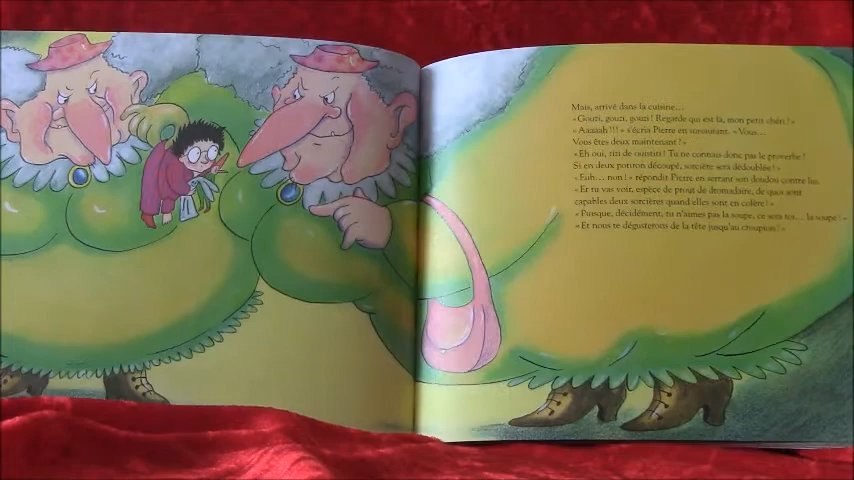 Mais, arrivé dans la cuisine...
« Gouzi, gouzi, gouzi ! Regarde qui est là, mon petit chéri ! »
« Aaaaah !!! » s'écria Pierre en sursautant. « Vous...
Vous êtes deux maintenant ? »
« Eh oui, zin de ouistiti ! Tu ne connais donc pas le proverbe ?
Si en deux potiron découpé, sorcière sera dédoublée ! »
« Euh... non ! » répondit Pierre en serrant son doudou contre lui.
« Et tu vas voir, espèce de prout de dromadaire, de quoi sont
capables deux sorcières quand elles sont en colère ! »
« Puisque, décidément, tu n'aimes pas la soupe, ce sera toi... la soupe ! »
« Et nous te dégusterons de la tête jusqu'au croupion ! »